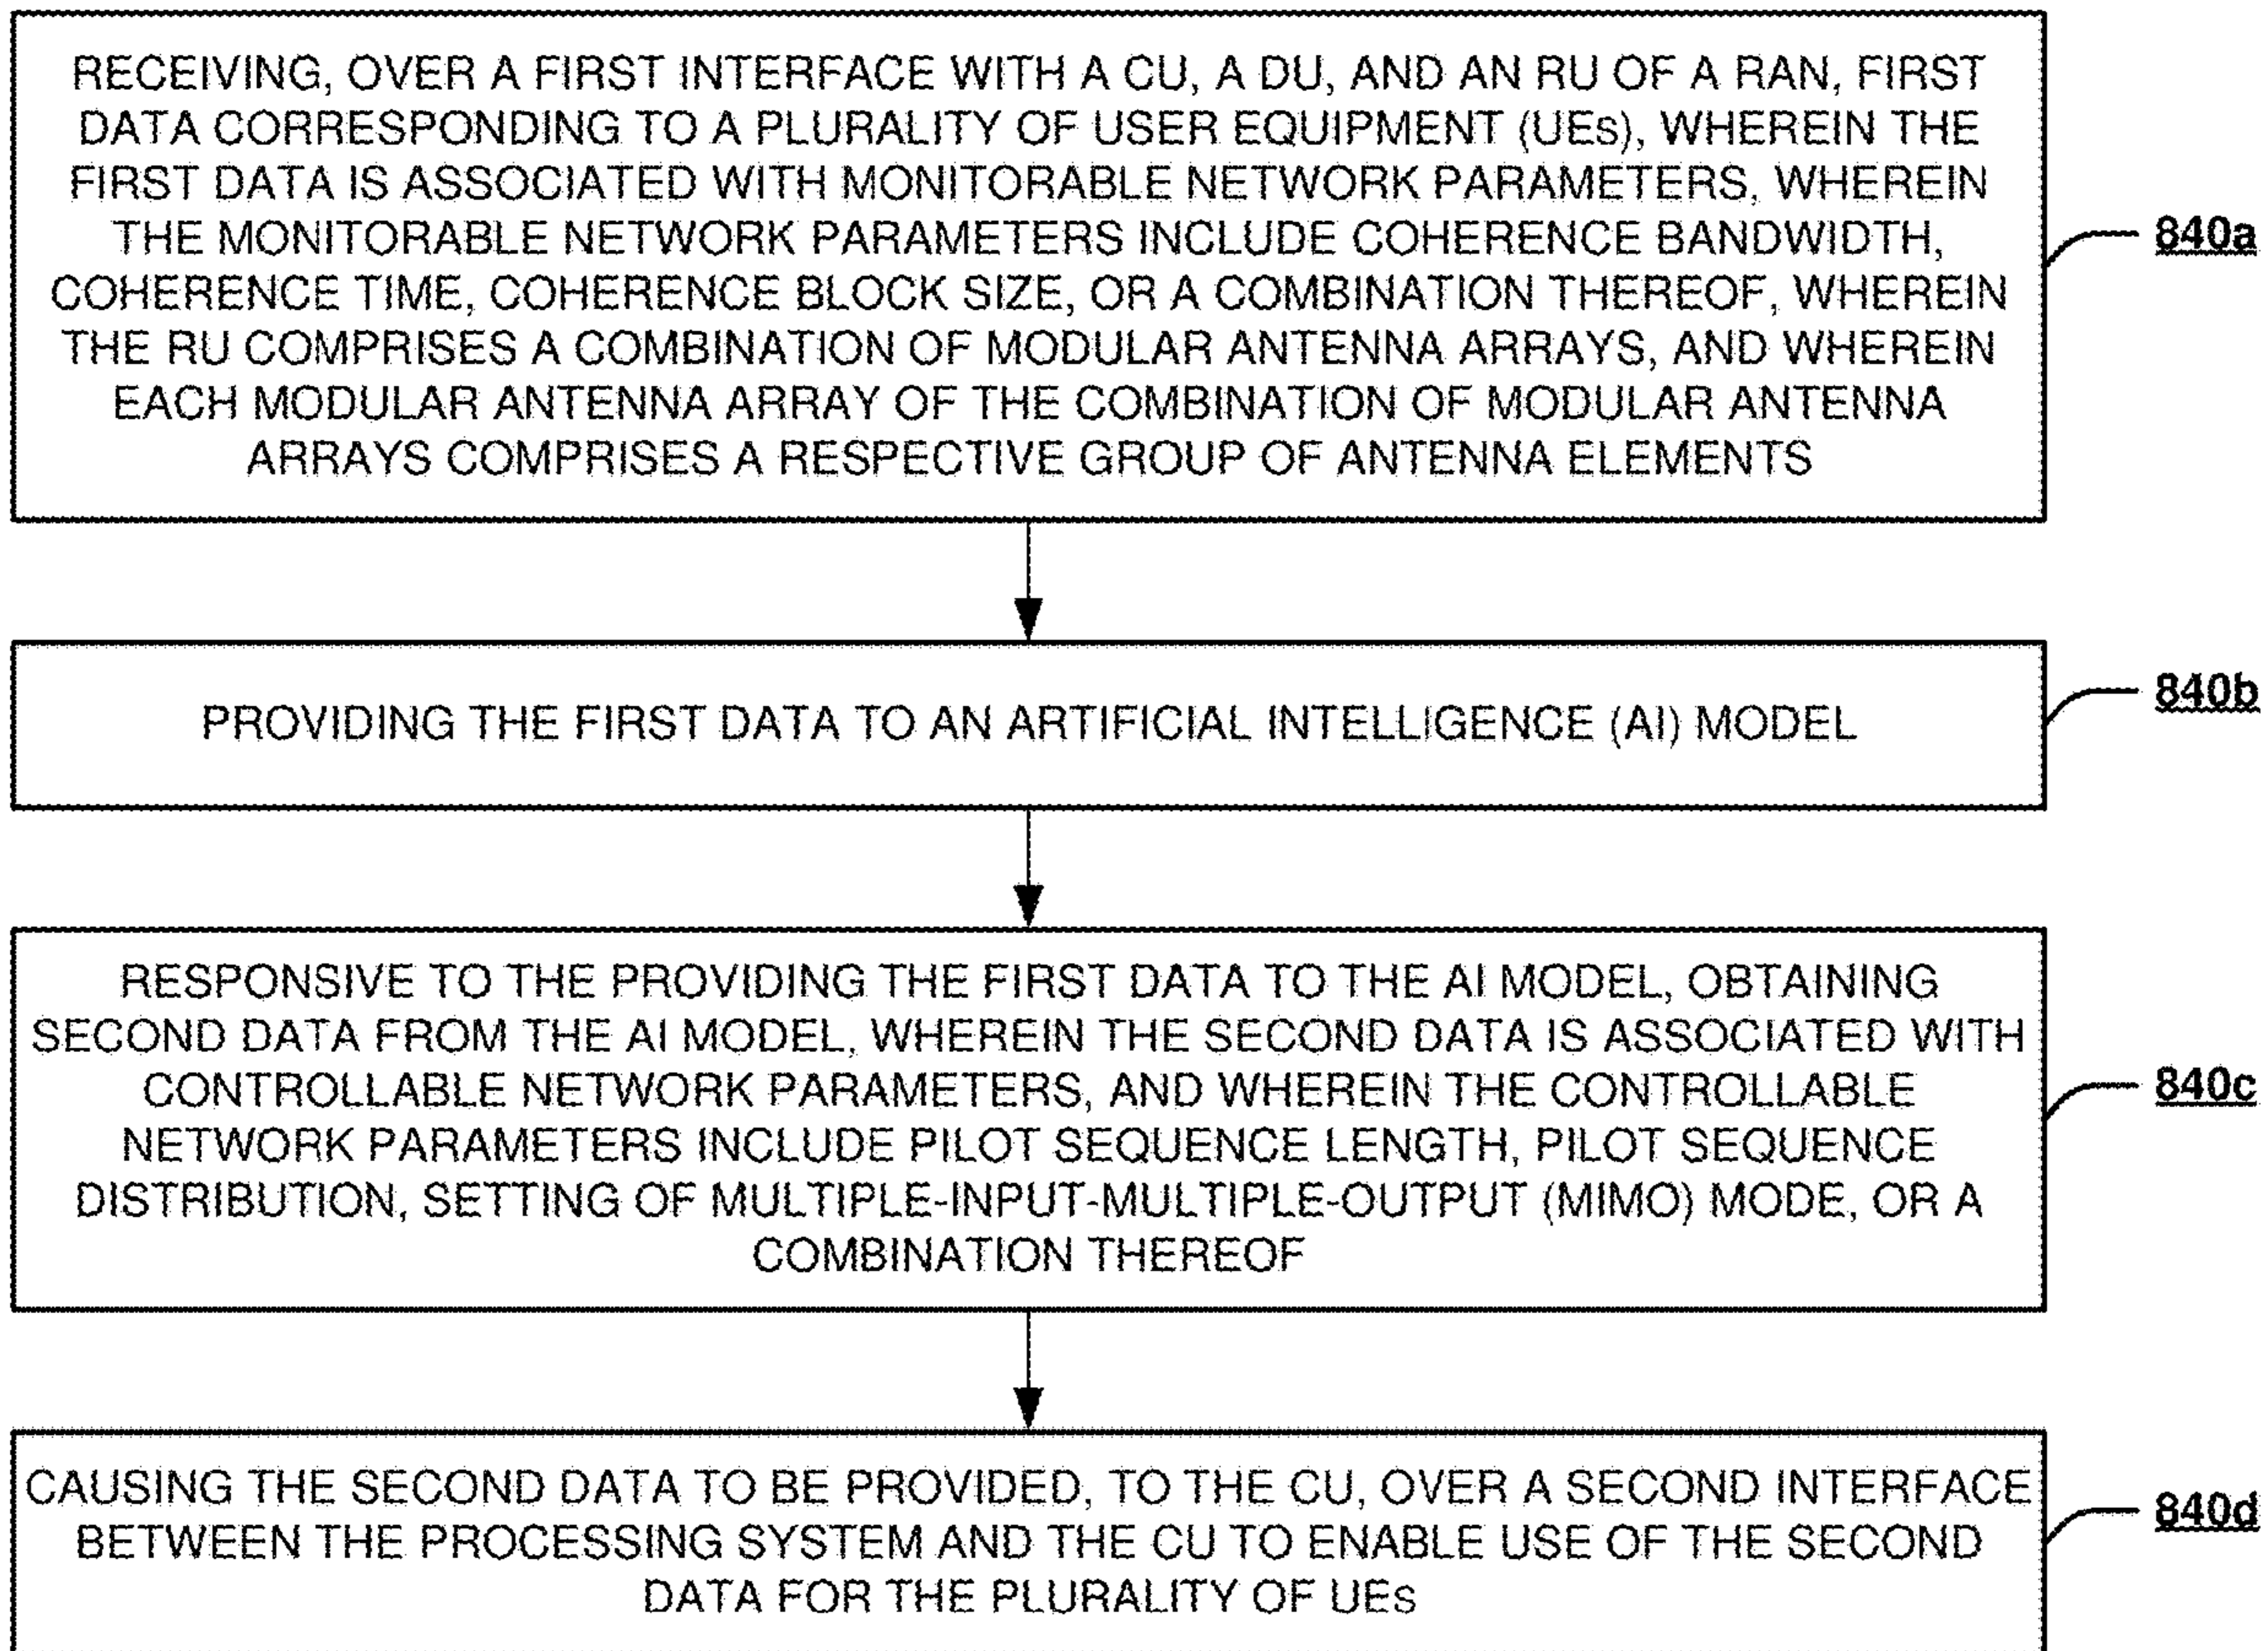 RECEIVING, OVER A FIRST INTERFACE WITH A CU, A DU, AND AN RU OF A RAN, FIRST
DATA CORRESPONDING TO A PLURALITY OF USER EQUIPMENT (UEs), WHEREIN THE
FIRST DATA IS ASSOCIATED WITH MONITORABLE NETWORK PARAMETERS, WHEREIN
THE MONITORABLE NETWORK PARAMETERS INCLUDE COHERENCE BANDWIDTH,
COHERENCE TIME, COHERENCE BLOCK SIZE, OR A COMBINATION THEREOF, WHEREIN
THE RU COMPRISES A COMBINATION OF MODULAR ANTENNA ARRAYS, AND WHEREIN
EACH MODULAR ANTENNA ARRAY OF THE COMBINATION OF MODULAR ANTENNA
ARRAYS COMPRISES A RESPECTIVE GROUP OF ANTENNA ELEMENTS
840a
PROVIDING THE FIRST DATA TO AN ARTIFICIAL INTELLIGENCE (AI) MODEL
840b
RESPONSIVE TO THE PROVIDING THE FIRST DATA TO THE AI MODEL, OBTAINING
SECOND DATA FROM THE AI MODEL, WHEREIN THE SECOND DATA IS ASSOCIATED WITH
CONTROLLABLE NETWORK PARAMETERS, AND WHEREIN THE CONTROLLABLE
NETWORK PARAMETERS INCLUDE PILOT SEQUENCE LENGTH, PILOT SEQUENCE
DISTRIBUTION, SETTING OF MULTIPLE-INPUT-MULTIPLE-OUTPUT (MIMO) MODE, OR A
COMBINATION THEREOF
840c
CAUSING THE SECOND DATA TO BE PROVIDED, TO THE CU, OVER A SECOND INTERFACE
BETWEEN THE PROCESSING SYSTEM AND THE CU TO ENABLE USE OF THE SECOND
DATA FOR THE PLURALITY OF UEs
840d